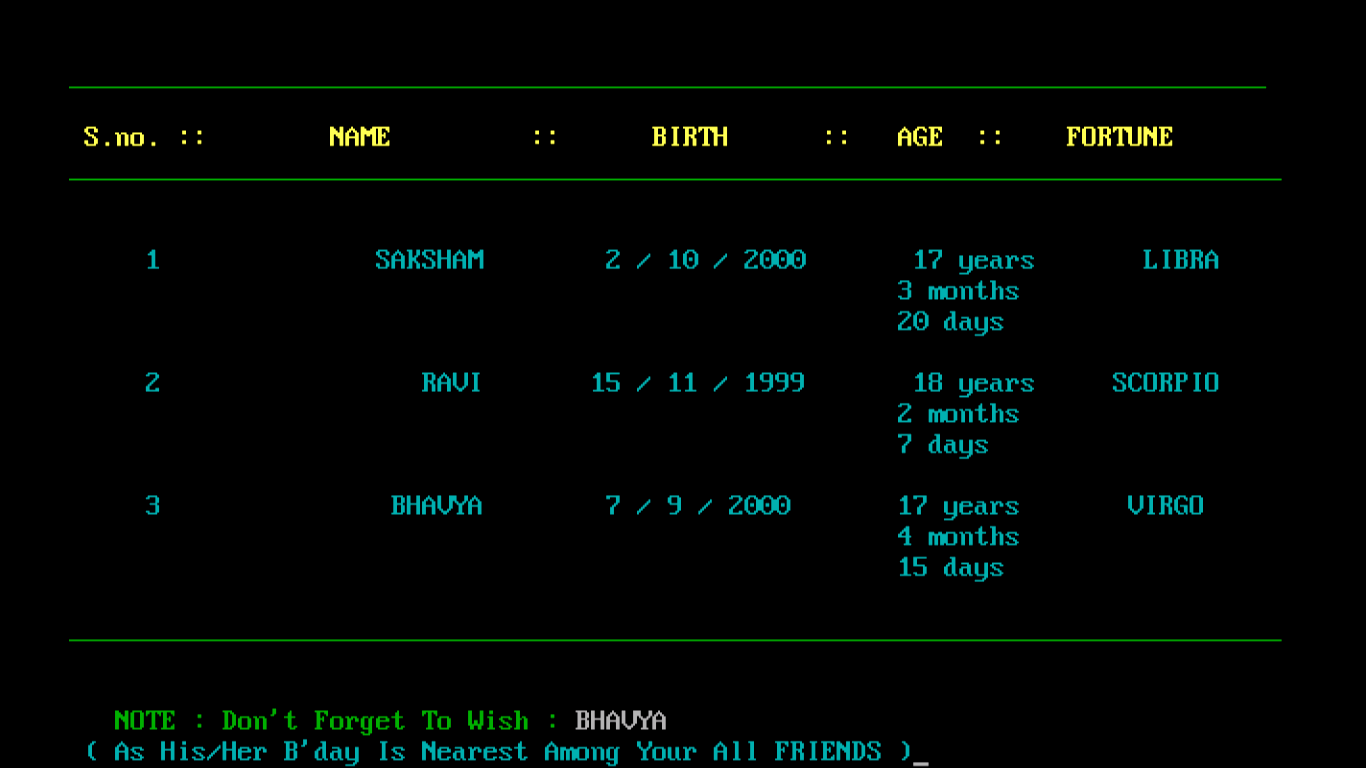 S.no. :: NAME :: BIRTH :: AGE :: FORTUNE
1 SAKSHAM 2 / 10 / 2000 17 years LIBRA
3 months
20 days
2 RAVI 15 / 11 / 1999 18 years SCORPIO
2 months
7 days
3 BHAVYA 7 / 9 / 2000 17 years VIRGO
4 months
15 days
NOTE : Don't Forget To Wish : BHAVYA
( As His/Her B'day Is Nearest Among Your All FRIENDS )_